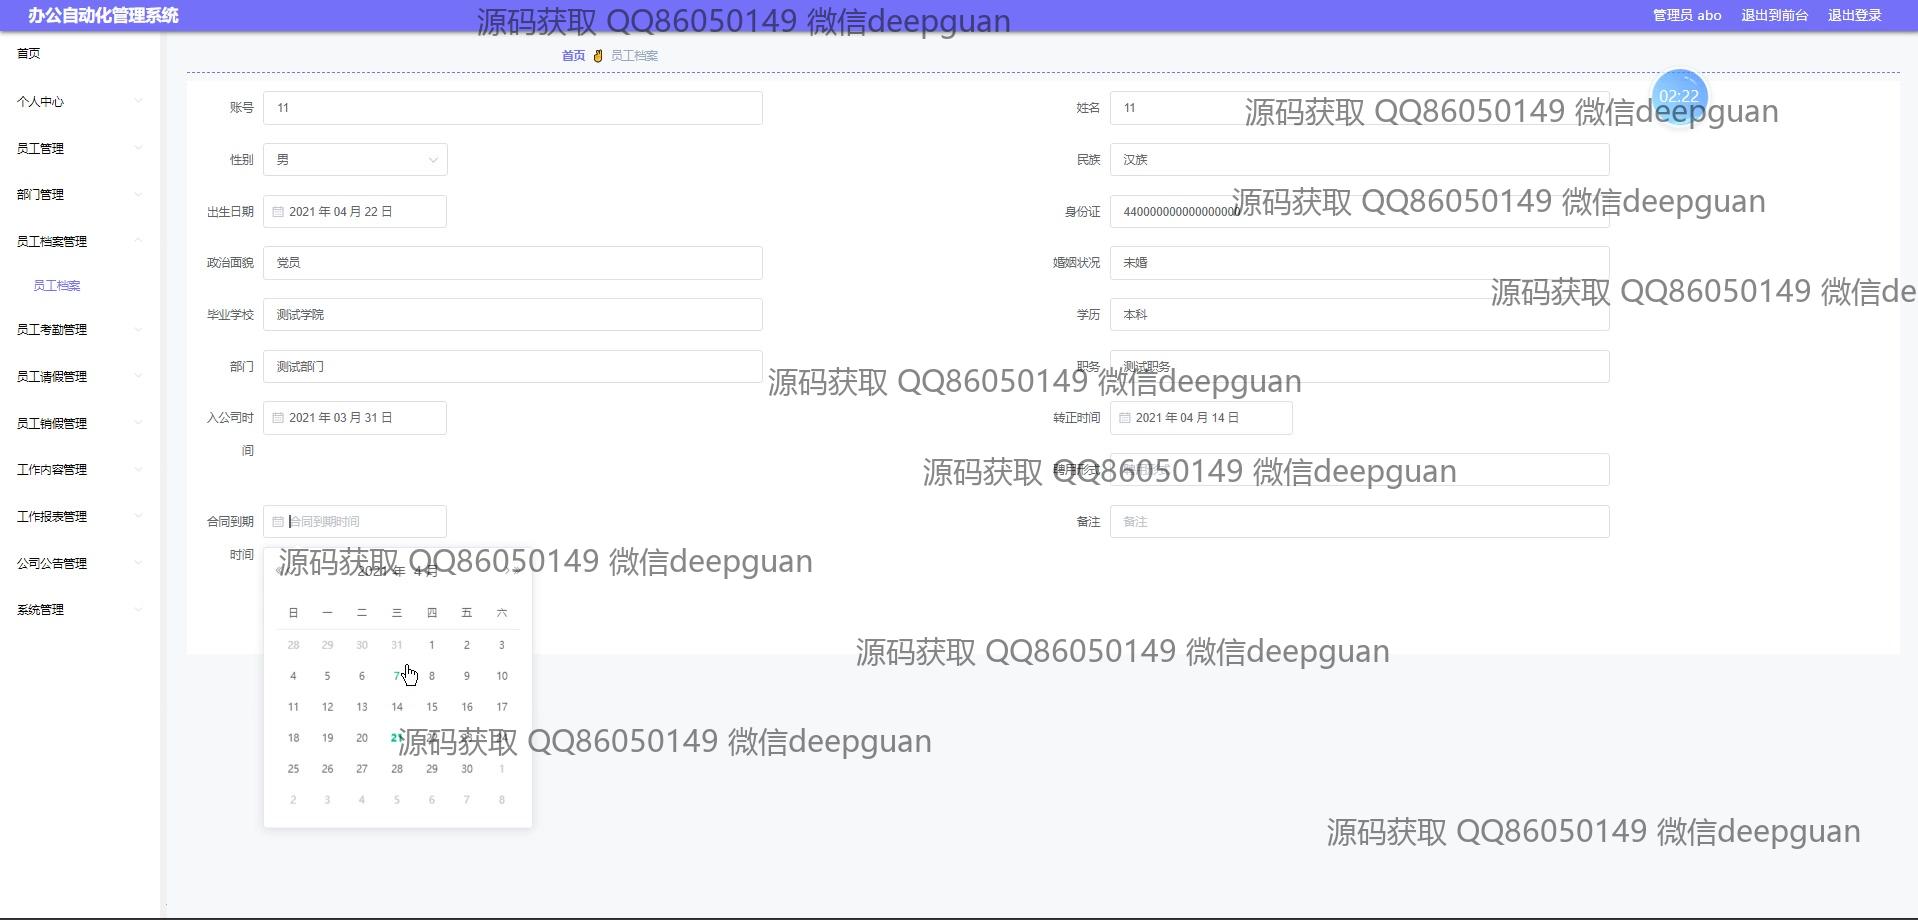 办公自动化管理系统
管理员 abo 退出到前台 退出登录
源码获取 QQ86050149 微信deepguan
首页
个人中心
员工管理
部门管理
员工档案管理
员工档案
员工考勤管理
员工请假管理
员工销假管理
工作内容管理
工作报表管理
公司公告管理
系统管理
首页 员工档案
02:22
账号 11 姓名 11
源码获取 QQ86050149 微信deepguan
性别 男 民族 汉族
出生日期 2021 年 04 月 22 日 身份证 440000000000000000
源码获取 QQ86050149 微信deepguan
政治面貌 党员 婚姻状况 未婚
源码获取 QQ86050149 微信de
毕业学校 测试学院 学历 本科
部门 测试部门 职务 测试职务
源码获取 QQ86050149 微信deepguan
入公司时间 2021 年 03 月 31 日 转正时间 2021 年 04 月 14 日
聘用形式 聘用形式
源码获取 QQ86050149 微信deepguan
合同到期时间 合同到期时间 备注 备注
源码获取 QQ86050149 微信deepguan
2021 年 4 月
日 一 二 三 四 五 六
28 29 30 31 1 2 3
4 5 6 7 8 9 10
11 12 13 14 15 16 17
18 19 20 21 22 23 24
25 26 27 28 29 30 1
2 3 4 5 6 7 8
源码获取 QQ86050149 微信deepguan
源码获取 QQ86050149 微信deepguan
源码获取 QQ86050149 微信deepguan